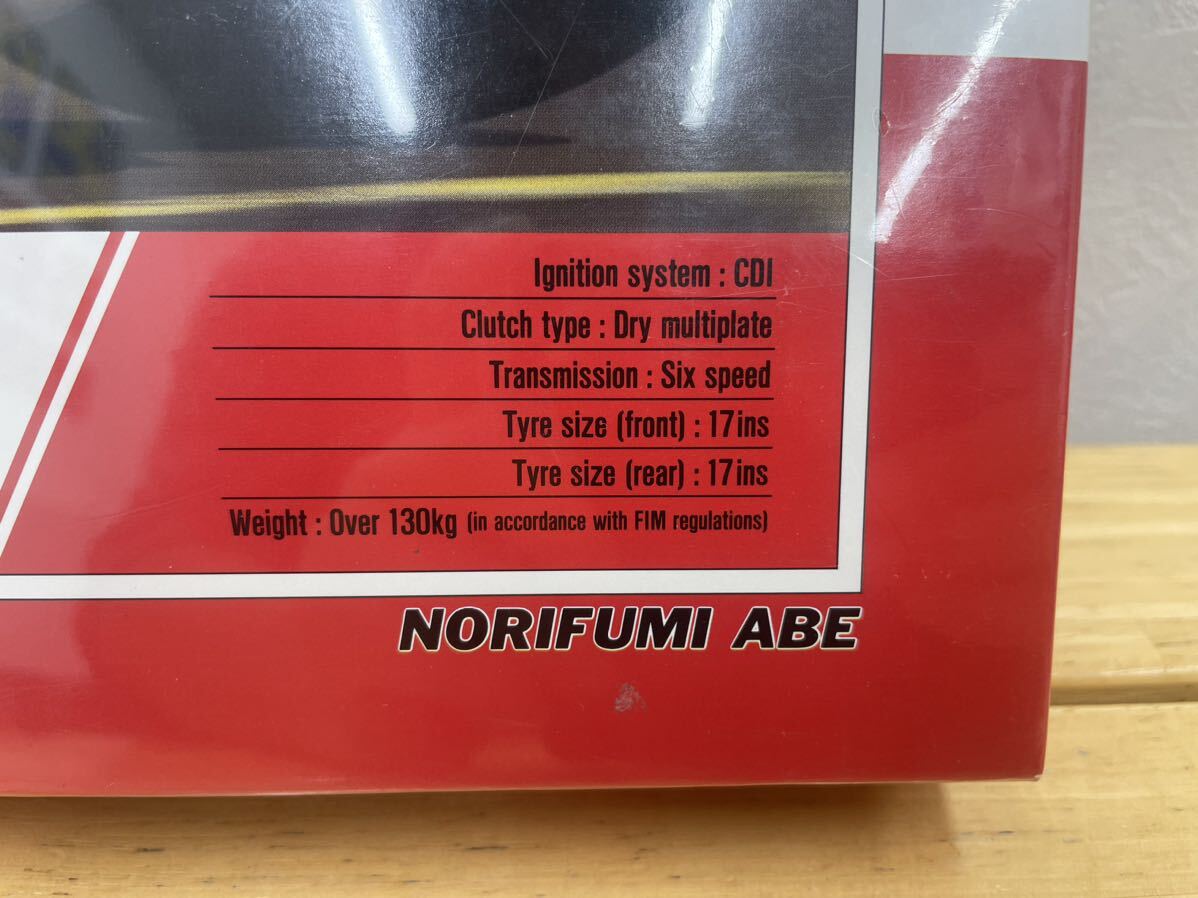 Ignition system : CDI
Clutch type : Dry multiplate
Transmission : Six speed
Tyre size (front) : 17ins
Tyre size (rear) : 17ins
Weight : Over 130kg (in accordance with FIM regulations)
NORIFUMI ABE